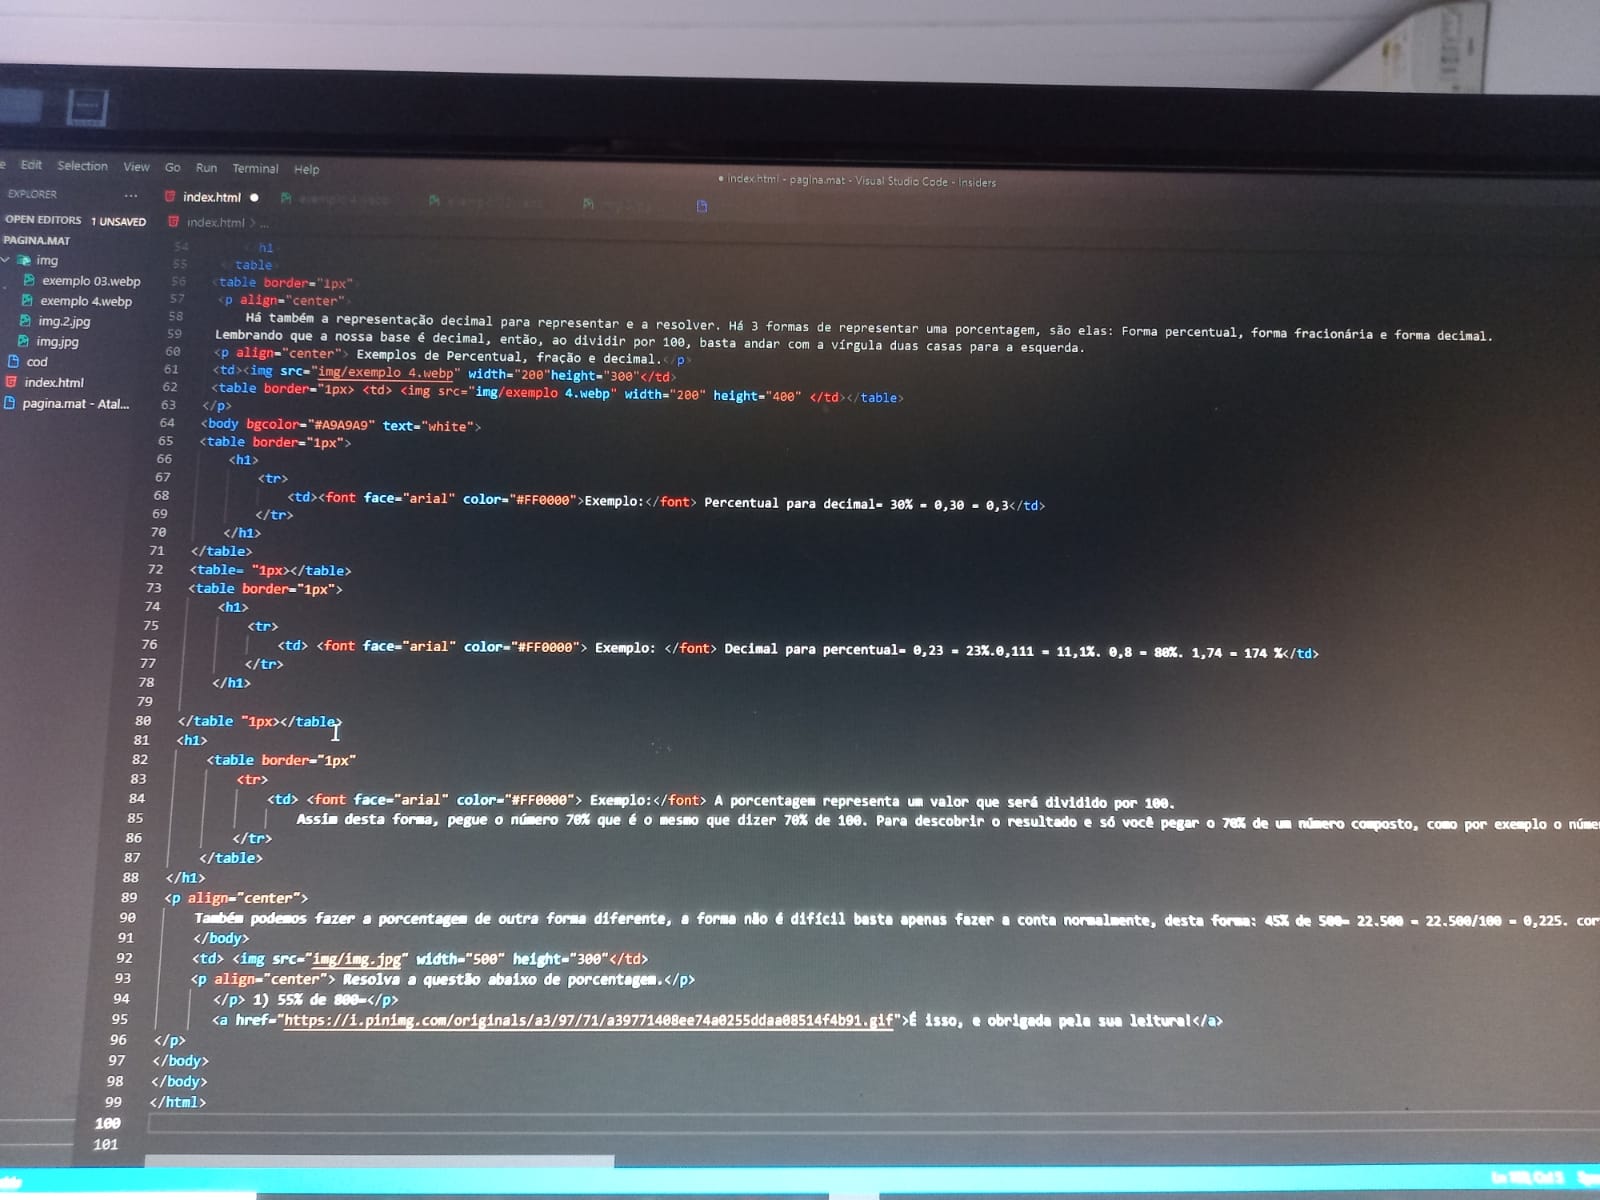 Edit Selection View Go Run Terminal Help
● index.html - pagina.mat - Visual Studio Code - Insiders
EXPLORER ...
index.html ●
OPEN EDITORS 1 UNSAVED
index.html > ...
PAGINA.MAT
img
exemplo 03.webp
exemplo 4.webp
img.2.jpg
img.jpg
cod
index.html
pagina.mat - Atal...
54 h1
55 table
56 <table border="1px"
57 <p align="center"
58 Há também a representação decimal para representar e a resolver. Há 3 formas de representar uma porcentagem, são elas: Forma percentual, forma fracionária e forma decimal.
59 Lembrando que a nossa base é decimal, então, ao dividir por 100, basta andar com a vírgula duas casas para a esquerda.
60 <p align="center"> Exemplos de Percentual, fração e decimal.</p>
61 <td><img src="img/exemplo 4.webp" width="200"height="300"</td>
62 <table border="1px> <td> <img src="img/exemplo 4.webp" width="200" height="400" </td></table>
63 </p>
64 <body bgcolor="#A9A9A9" text="white">
65 <table border="1px">
66 <h1>
67 <tr>
68 <td><font face="arial" color="#FF0000">Exemplo:</font> Percentual para decimal= 30% = 0,30 = 0,3</td>
69 </tr>
70 </h1>
71 </table>
72 <table= "1px></table>
73 <table border="1px">
74 <h1>
75 <tr>
76 <td> <font face="arial" color="#FF0000"> Exemplo: </font> Decimal para percentual= 0,23 = 23%.0,111 = 11,1%. 0,8 = 80%. 1,74 = 174 %</td>
77 </tr>
78 </h1>
79
80 </table "1px></table>
81 <h1>
82 <table border="1px"
83 <tr>
84 <td> <font face="arial" color="#FF0000"> Exemplo:</font> A porcentagem representa um valor que será dividido por 100.
85 Assim desta forma, pegue o número 70% que é o mesmo que dizer 70% de 100. Para descobrir o resultado e só você pegar o 70% de um número composto, como por exemplo o núme
86 </tr>
87 </table>
88 </h1>
89 <p align="center">
90 Também podemos fazer a porcentagem de outra forma diferente, a forma não é difícil basta apenas fazer a conta normalmente, desta forma: 45% de 500= 22.500 = 22.500/100 = 0,225. cor
91 </body>
92 <td> <img src="img/img.jpg" width="500" height="300"</td>
93 <p align="center"> Resolva a questão abaixo de porcentagem.</p>
94 </p> 1) 55% de 800=</p>
95 <a href="https://i.pinimg.com/originals/a3/97/71/a39771408ee74a0255ddaa08514f4b91.gif">É isso, e obrigada pela sua leitura!</a>
96 </p>
97 </body>
98 </body>
99 </html>
100
101